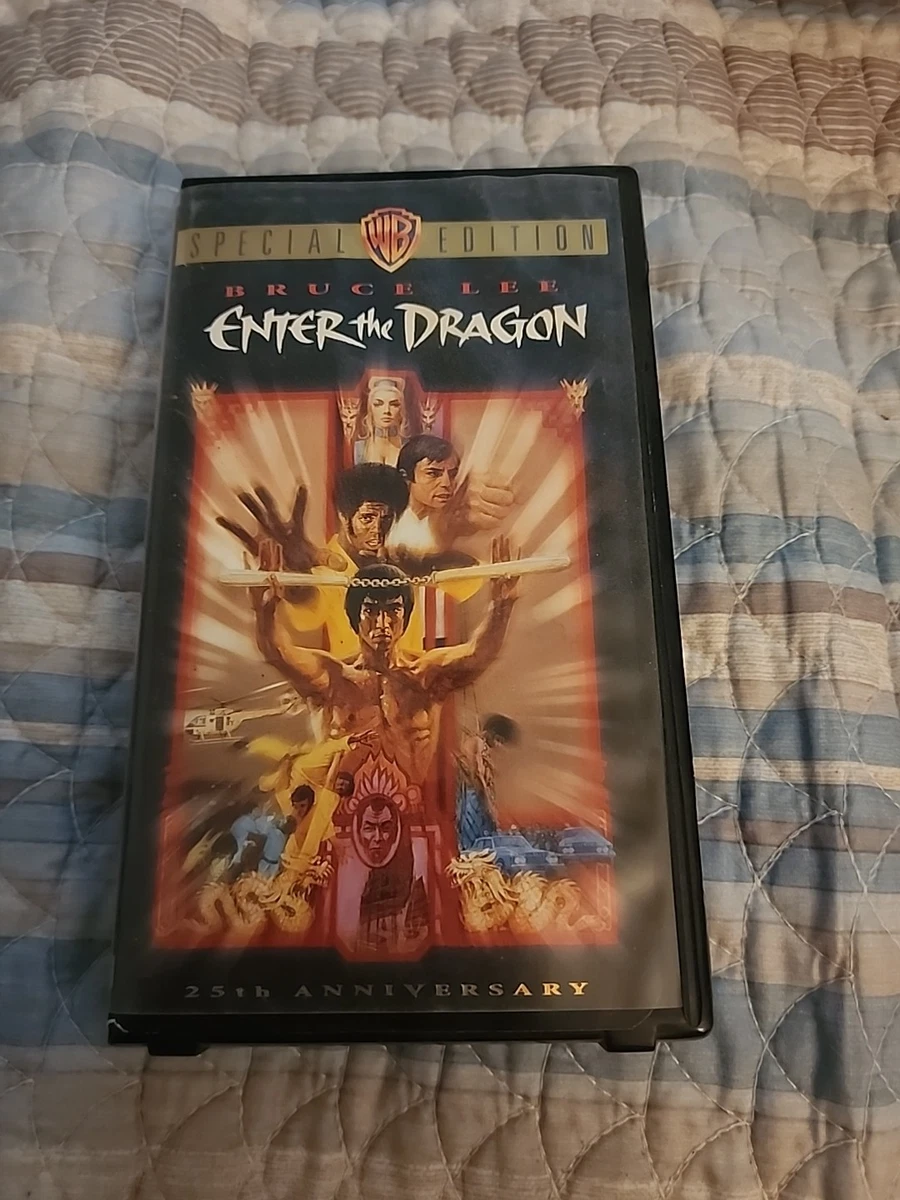 SPECIAL WB EDITION
BRUCE LEE
ENTER the DRAGON
25th ANNIVERSARY